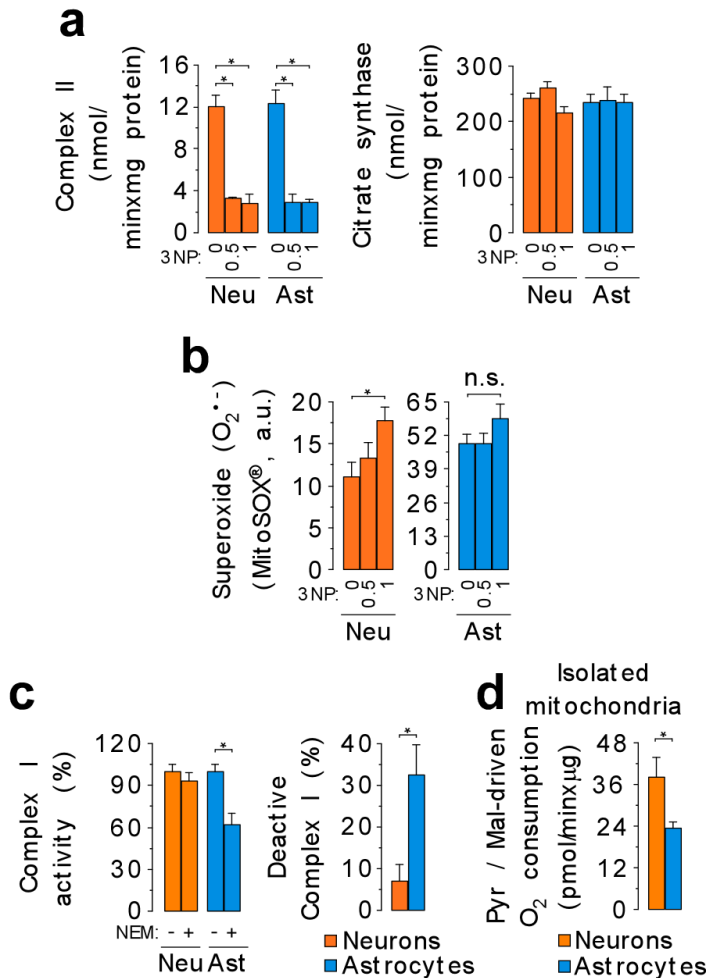 a
Complex II
(nmol/
minxmg protein)
16
12
8
4
0
* *
* *
3NP:
0 0.5 1 0 0.5 1
Neu Ast
Citrate synthase
(nmol/
minxmg protein)
300
250
200
150
100
50
0
3NP:
0 0.5 1 0 0.5 1
Neu Ast
b
Superoxide (O₂•-)
(MitoSOX®, a.u.)
20
15
10
5
0
*
3NP:
0 0.5 1
Neu
65
52
39
26
13
0
n.s.
3NP:
0 0.5 1
Ast
c
Complex I
activity (%)
120
90
60
30
0
*
NEM: - + - +
Neu Ast
Deactive
Complex I (%)
40
30
20
10
0
*
Neurons
Astrocytes
d
Isolated
mitochondria
Pyr / Mal-driven
O₂ consumption
(pmol/minxμg)
48
36
24
12
0
*
Neurons
Astrocytes